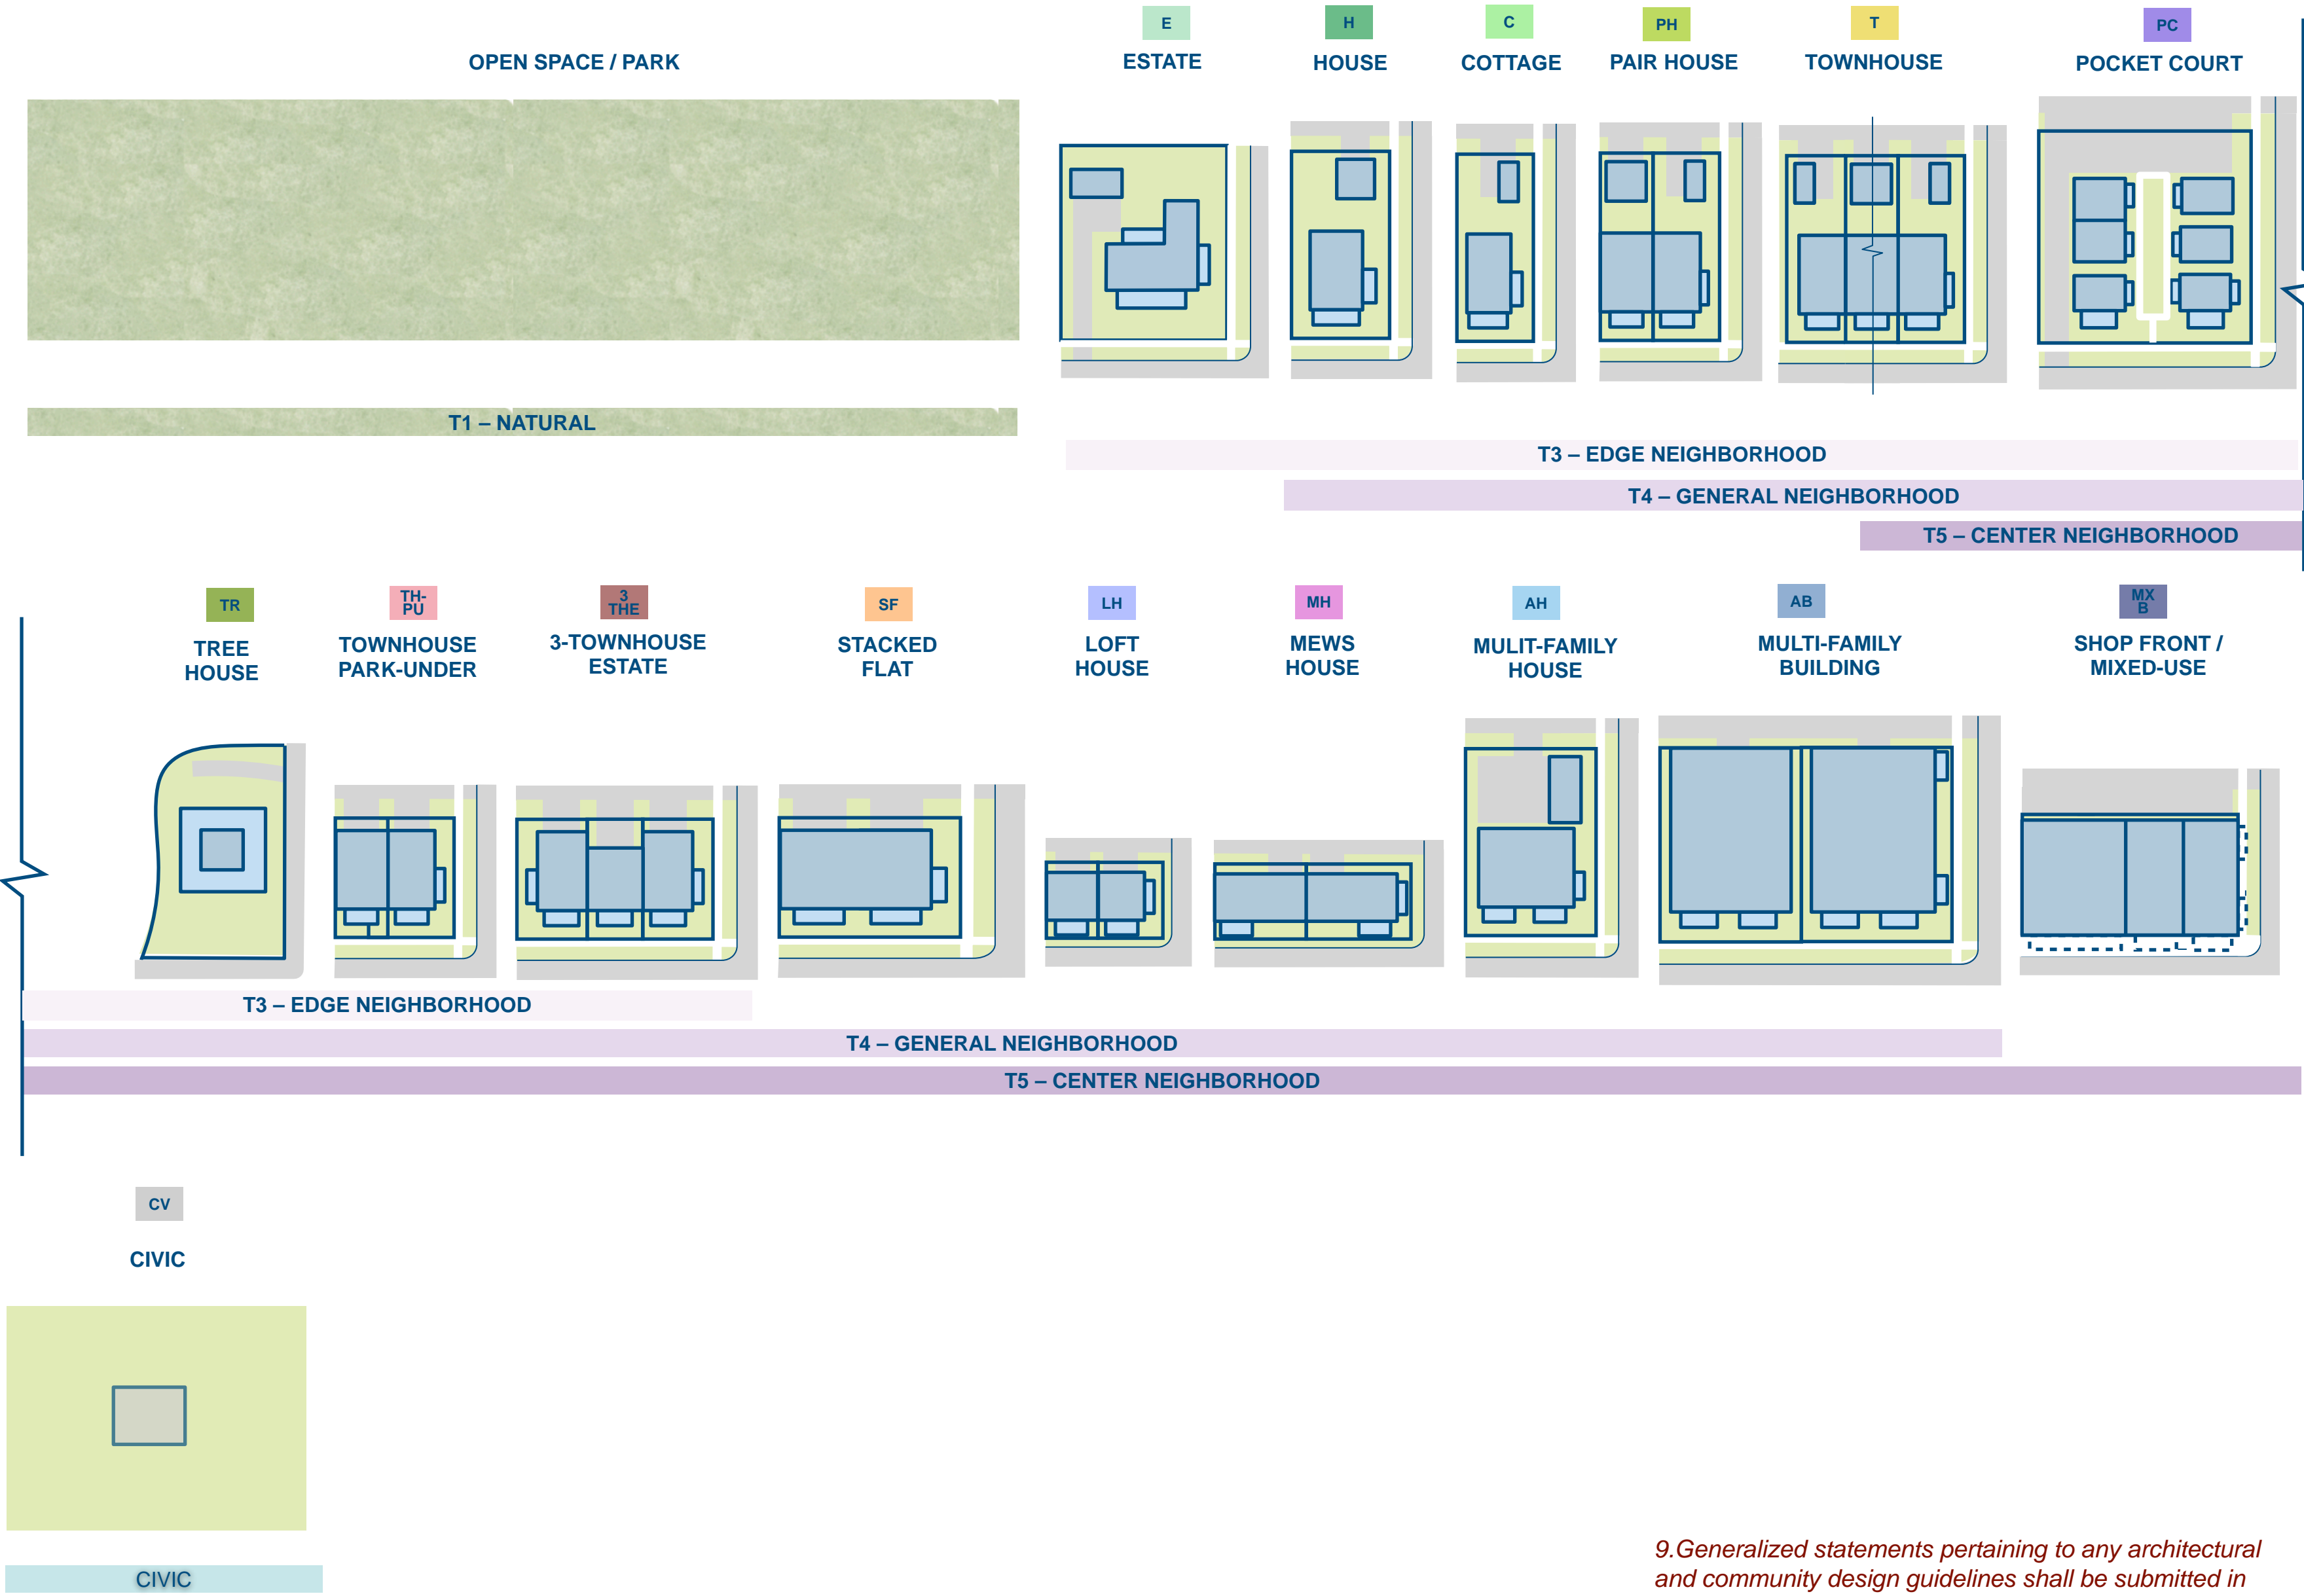 E
H
C
PH
T
PC
OPEN SPACE / PARK
ESTATE
HOUSE
COTTAGE
PAIR HOUSE
TOWNHOUSE
POCKET COURT
T1 – NATURAL
T3 – EDGE NEIGHBORHOOD
T4 – GENERAL NEIGHBORHOOD
T5 – CENTER NEIGHBORHOOD
TR
TREE
HOUSE
TH-
PU
TOWNHOUSE
PARK-UNDER
3
THE
3-TOWNHOUSE
ESTATE
SF
STACKED
FLAT
LH
LOFT
HOUSE
MH
MEWS
HOUSE
AH
MULIT-FAMILY
HOUSE
AB
MULTI-FAMILY
BUILDING
MX
B
SHOP FRONT /
MIXED-USE
T3 – EDGE NEIGHBORHOOD
T4 – GENERAL NEIGHBORHOOD
T5 – CENTER NEIGHBORHOOD
CV
CIVIC
CIVIC
9.Generalized statements pertaining to any architectural
and community design guidelines shall be submitted in